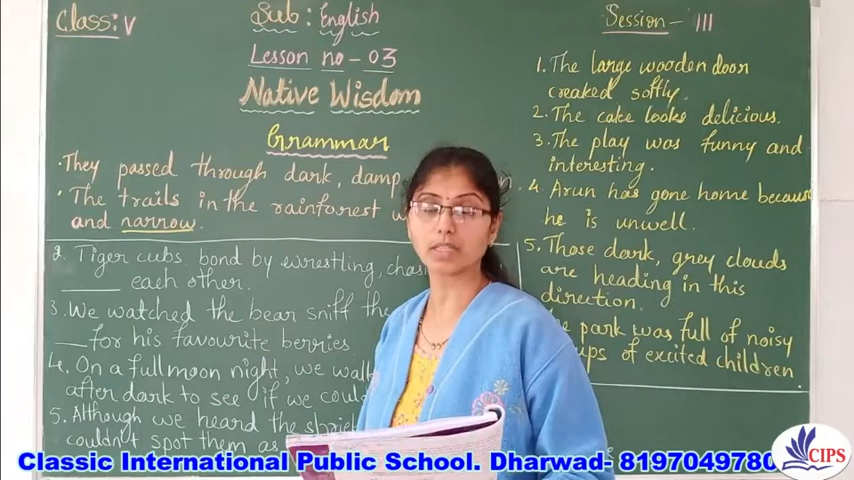 Class: V
Sub: English
Session - III
Lesson no - 03
Native Wisdom
Grammar
• They passed through dark, damp
• The trails in the rainforest
and narrow.
2. Tiger cubs bond by wrestling,
____ each other.
3. We watched the bear sniff the
__ for his favourite berries.
4. On a full moon night, we
after dark to see if we
5. Although we heard the
couldn't spot them as
1. The large wooden door
creaked softly.
2. The cake looks delicious.
3. The play was funny and
interesting.
4. Arun has gone home because
he is unwell.
5. Those dark, grey clouds
are heading in this
direction.
park was full of noisy
of excited children
Classic International Public School. Dharwad- 8197049780
CIPS